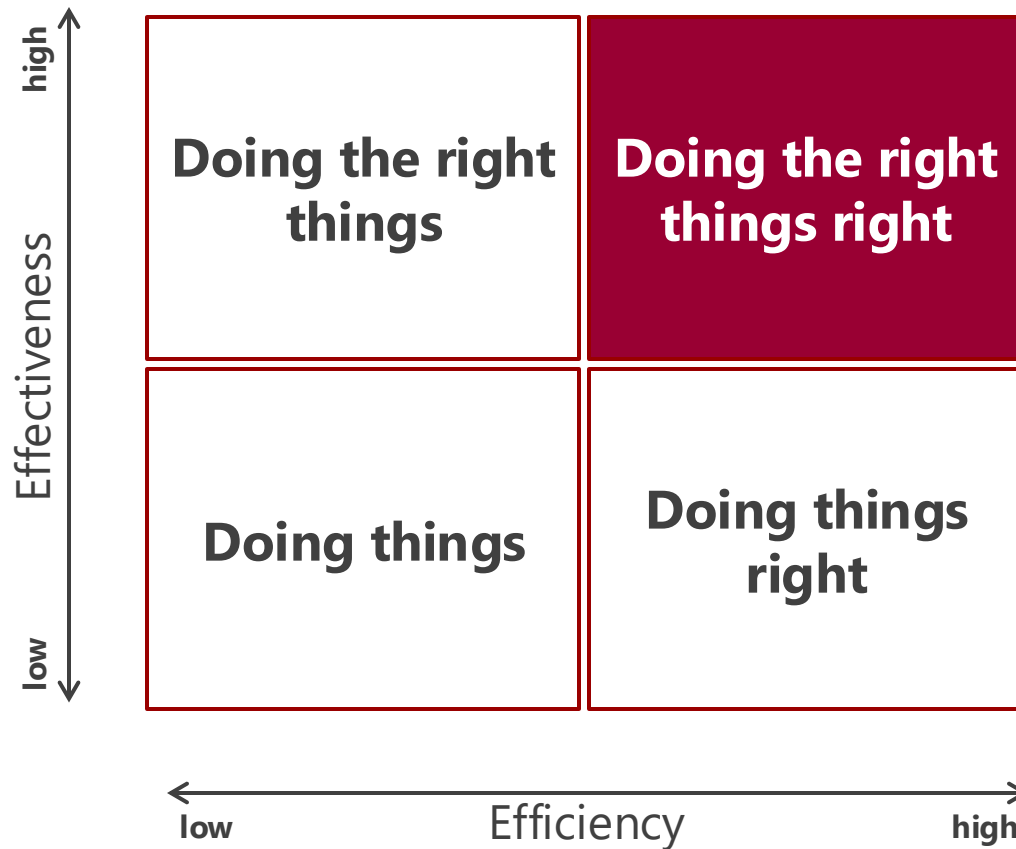 high
Effectiveness
low
Doing the right
things
Doing the right
things right
Doing things
Doing things
right
low
Efficiency
high